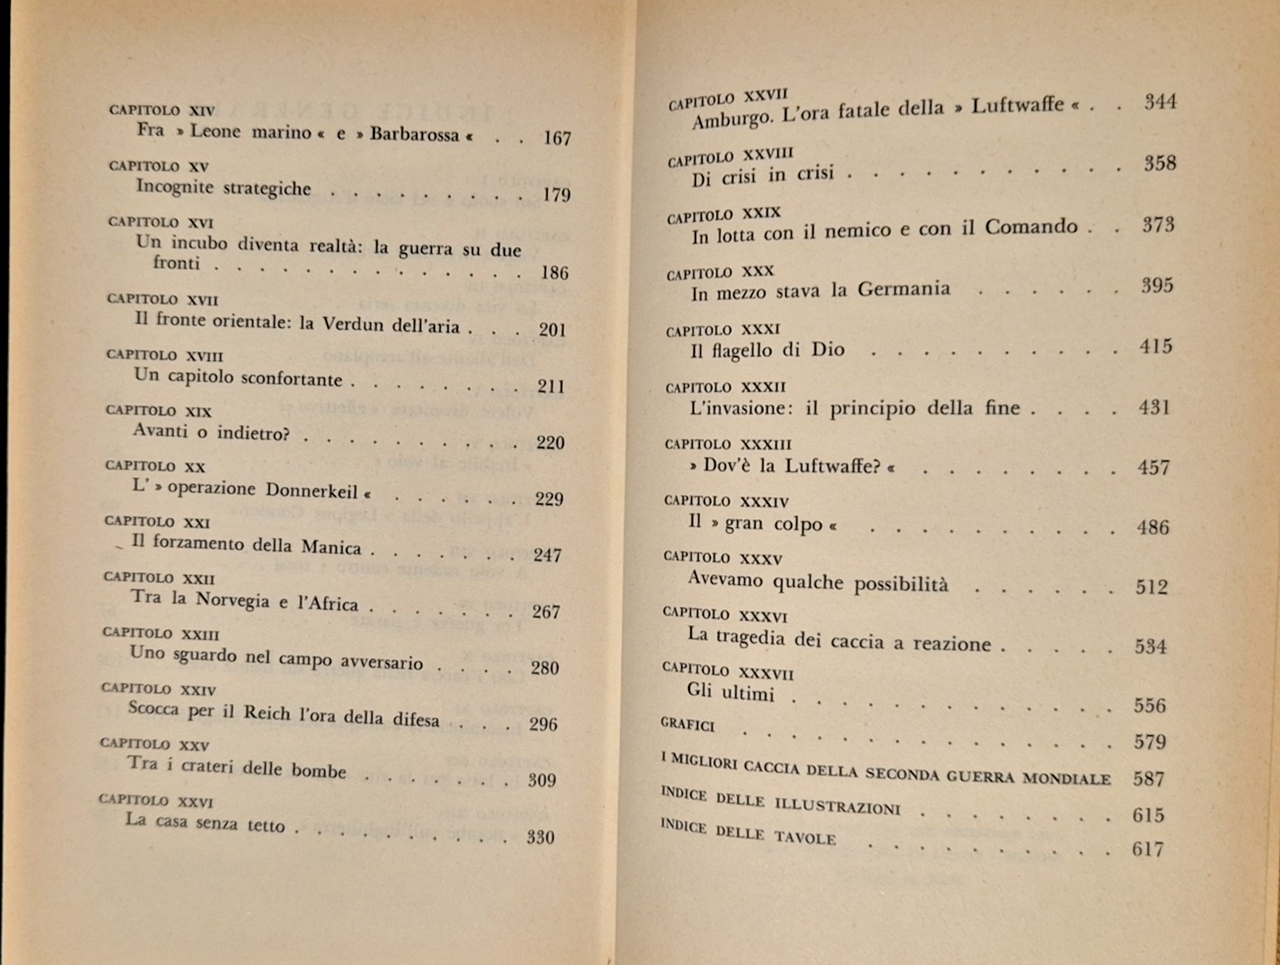 CAPITOLO XIV
Fra » Leone marino « e » Barbarossa « . . 167
CAPITOLO XV
Incognite strategiche . . . . . . . . . 179
CAPITOLO XVI
Un incubo diventa realtà: la guerra su due
fronti . . . . . . . . . . . . . . 186
CAPITOLO XVII
Il fronte orientale: la Verdun dell'aria . . . 201
CAPITOLO XVIII
Un capitolo sconfortante . . . . . . . . 211
CAPITOLO XIX
Avanti o indietro? . . . . . . . . . . 220
CAPITOLO XX
L' » operazione Donnerkeil « . . . . . . 229
CAPITOLO XXI
Il forzamento della Manica . . . . . . . 247
CAPITOLO XXII
Tra la Norvegia e l'Africa . . . . . . . 267
CAPITOLO XXIII
Uno sguardo nel campo avversario . . . . 280
CAPITOLO XXIV
Scocca per il Reich l'ora della difesa . . . . 296
CAPITOLO XXV
Tra i crateri delle bombe . . . . . . . 309
CAPITOLO XXVI
La casa senza tetto . . . . . . . . . . 330
CAPITOLO XXVII
Amburgo. L'ora fatale della » Luftwaffe « . . 344
CAPITOLO XXVIII
Di crisi in crisi . . . . . . . . . . . 358
CAPITOLO XXIX
In lotta con il nemico e con il Comando . . 373
CAPITOLO XXX
In mezzo stava la Germania . . . . . . 395
CAPITOLO XXXI
Il flagello di Dio . . . . . . . . . . 415
CAPITOLO XXXII
L'invasione: il principio della fine . . . . 431
CAPITOLO XXXIII
» Dov'è la Luftwaffe? « . . . . . . . . 457
CAPITOLO XXXIV
Il » gran colpo « . . . . . . . . . . 486
CAPITOLO XXXV
Avevamo qualche possibilità . . . . . . 512
CAPITOLO XXXVI
La tragedia dei caccia a reazione . . . . . 534
CAPITOLO XXXVII
Gli ultimi . . . . . . . . . . . . . 556
GRAFICI . . . . . . . . . . . . . . . 579
I MIGLIORI CACCIA DELLA SECONDA GUERRA MONDIALE 587
INDICE DELLE ILLUSTRAZIONI . . . . . . . 615
INDICE DELLE TAVOLE . . . . . . . . . . 617